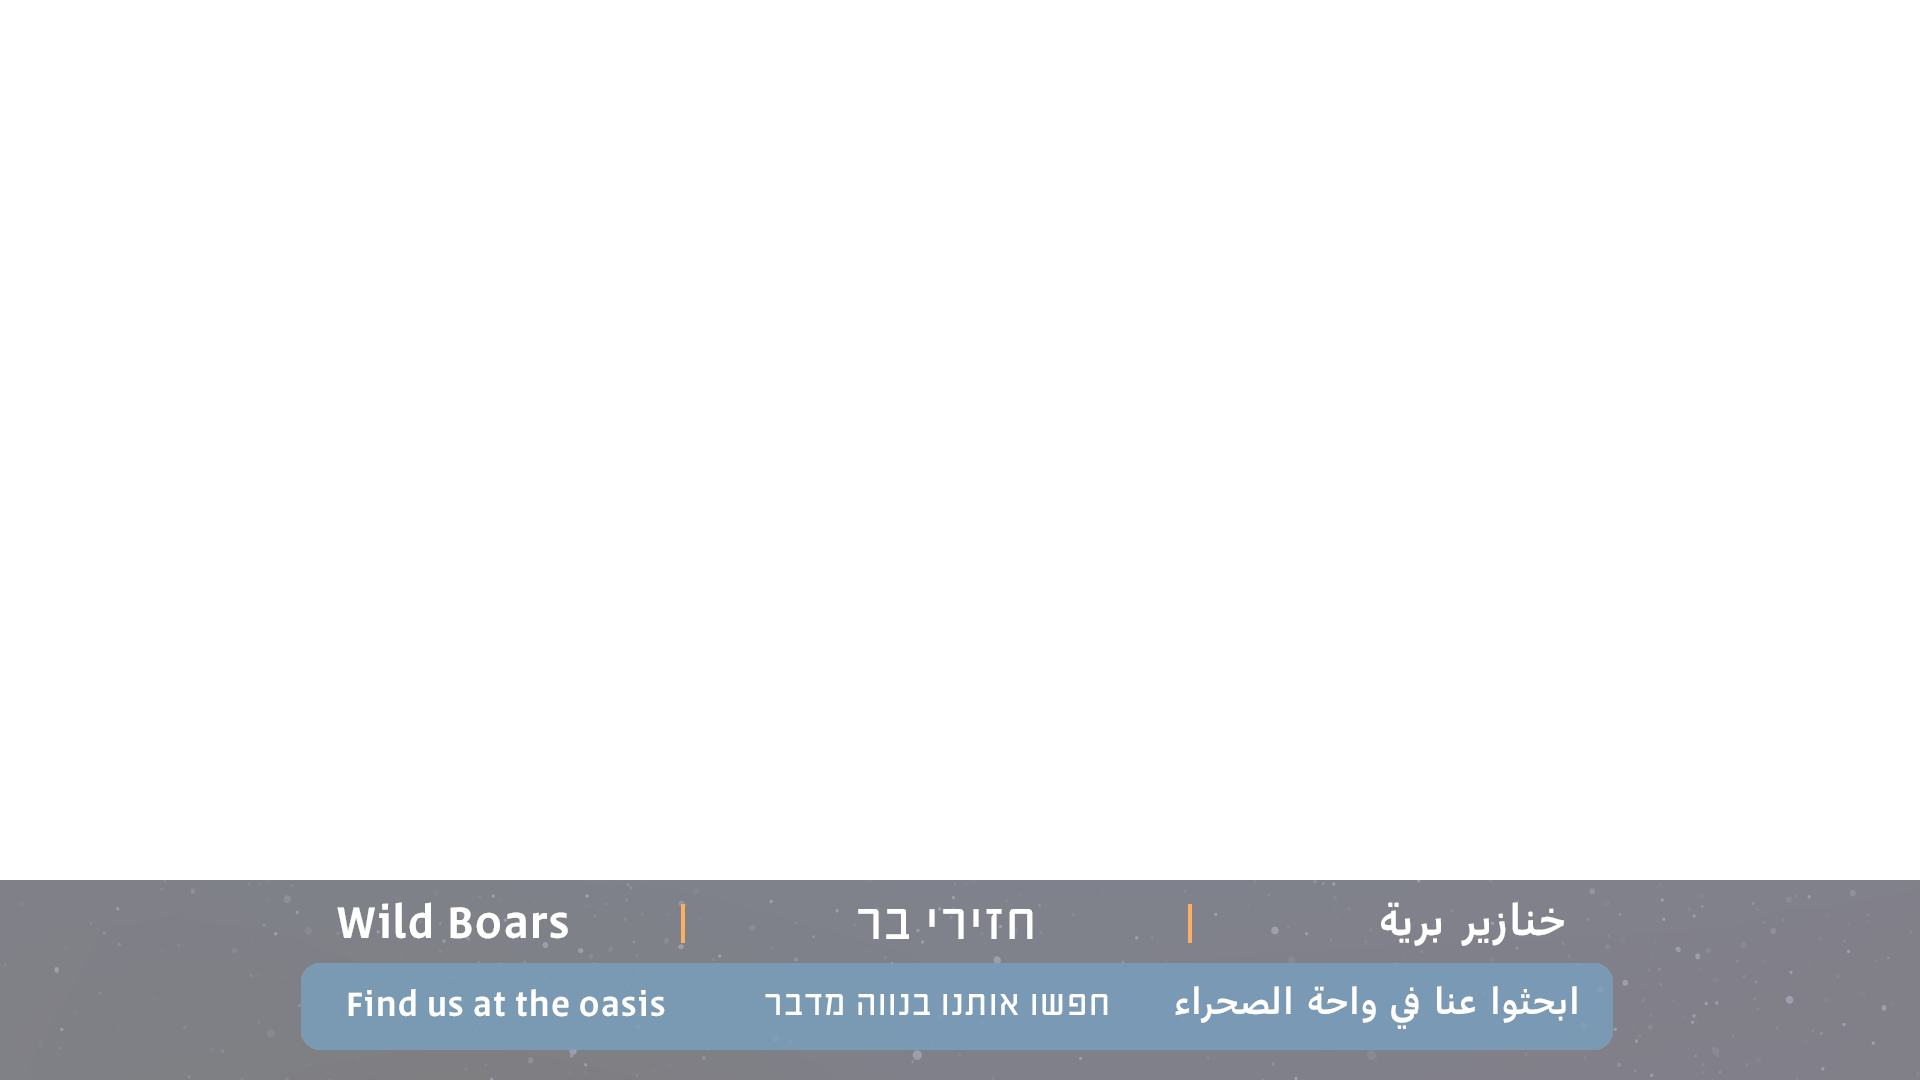 Wild Boars | חזירי בר | خنازير برية
Find us at the oasis חפשו אותנו בנווה מדבר ابحثوا عنا في واحة الصحراء